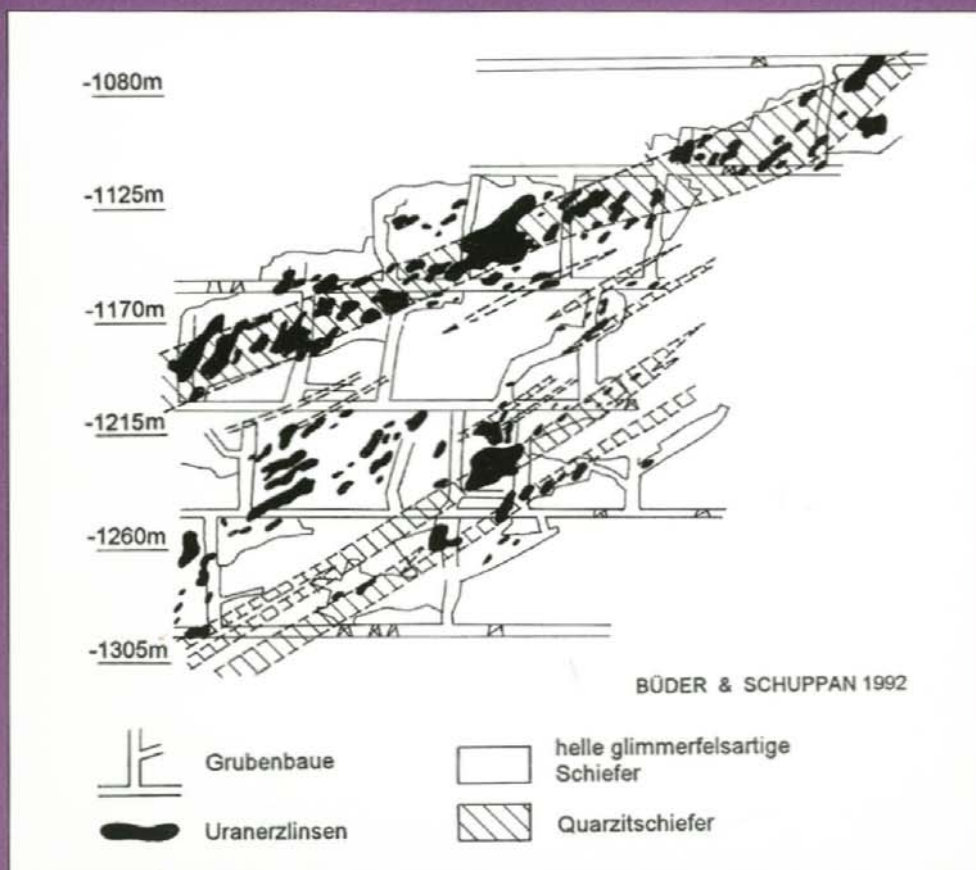 -1080m
-1125m
-1170m
-1215m
-1260m
-1305m
BÜDER & SCHUPPAN 1992
Grubenbaue
Uranerzlinsen
helle glimmerfelsartige
Schiefer
Quarzitschiefer